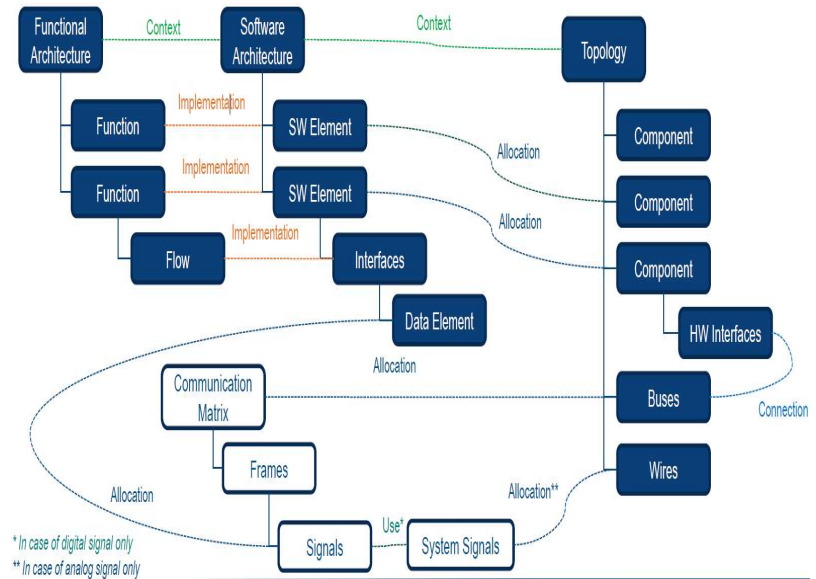 Functional
Architecture
Context
Software
Architecture
Context
Topology
Implementation
Function
SW Element
Component
Allocation
Implementation
Function
SW Element
Component
Allocation
Implementation
Flow
Interfaces
Component
Data Element
HW Interfaces
Allocation
Communication
Matrix
Buses
Connection
Frames
Wires
Allocation
Allocation**
Use*
Signals
System Signals
* In case of digital signal only
** In case of analog signal only